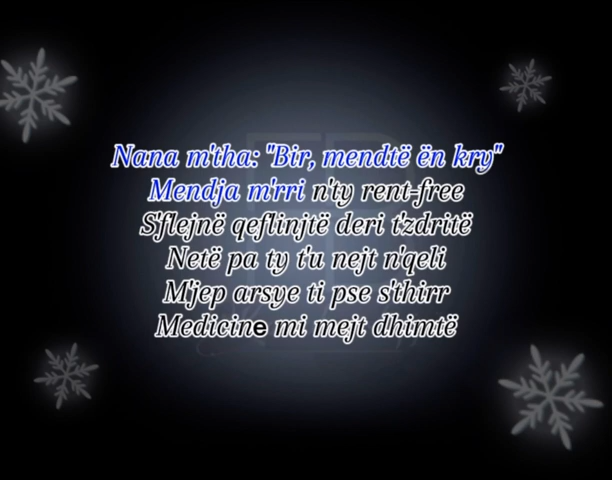 Nana m'tha: "Bir, mendtë ën kry"
Mendja m'rri n'ty rent-free
S'flejnë qeflinjtë deri t'zdritë
Netë pa ty t'u nejt n'qeli
M'jep arsye ti pse s'thirr
Medicine mi mejt dhimtë